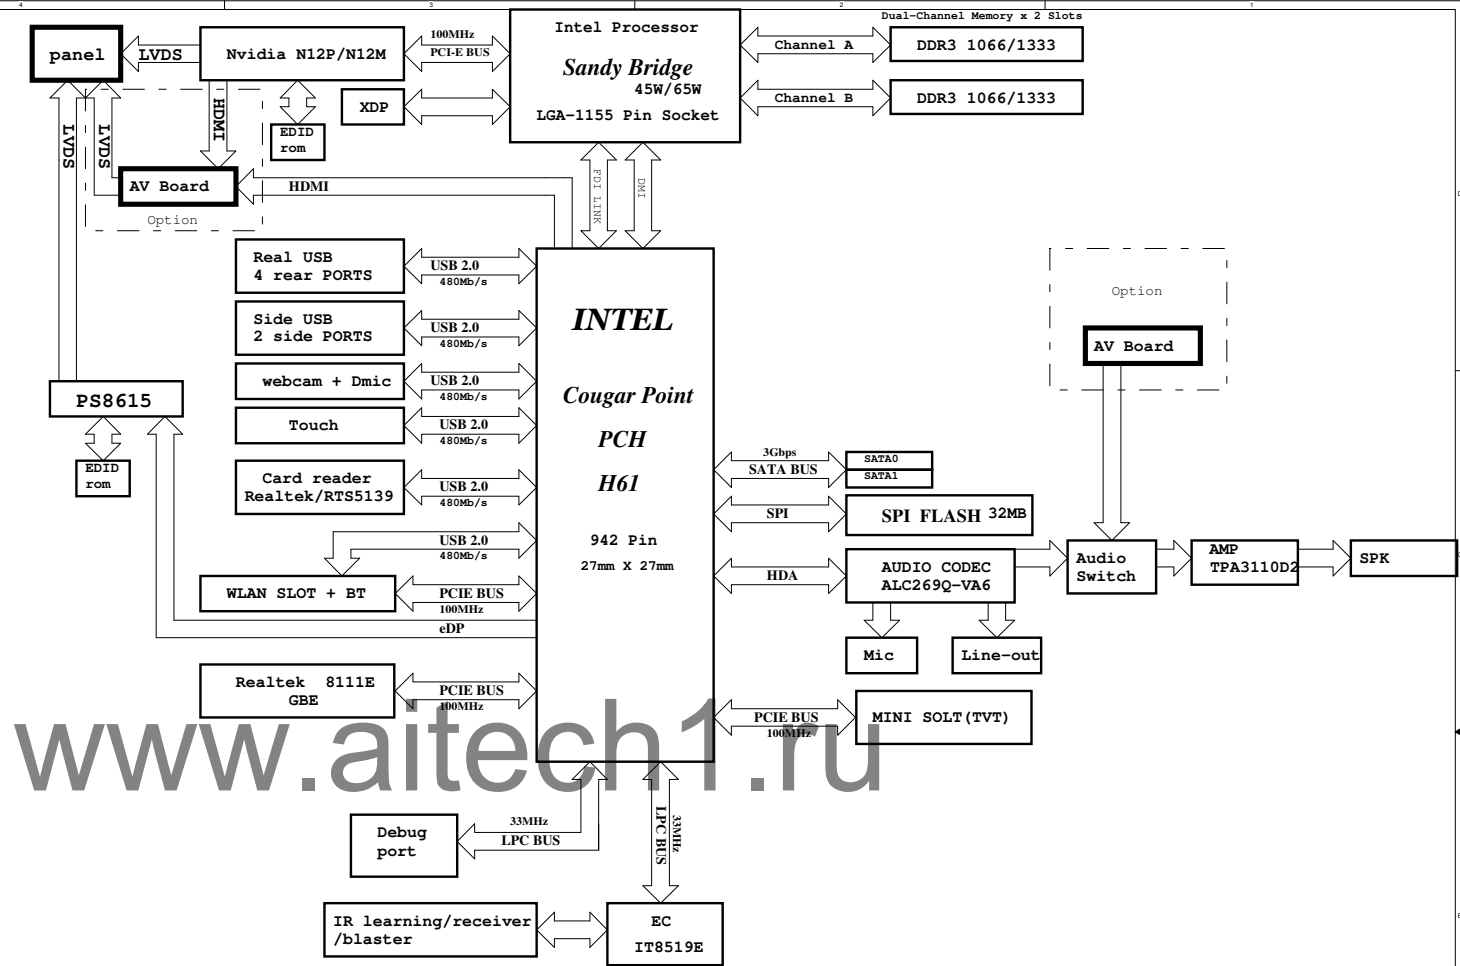 4
3
2
1
Dual-Channel Memory x 2 Slots
panel
LVDS
Nvidia N12P/N12M
100MHz
PCI-E BUS
Intel Processor
Sandy Bridge
45W/65W
LGA-1155 Pin Socket
Channel A
DDR3 1066/1333
Channel B
DDR3 1066/1333
XDP
HDMI
EDID
rom
LVDS
LVDS
AV Board
HDMI
Option
FDI LINK
DMI
Real USB
4 rear PORTS
USB 2.0
480Mb/s
Side USB
2 side PORTS
USB 2.0
480Mb/s
webcam + Dmic
USB 2.0
480Mb/s
Touch
USB 2.0
480Mb/s
Card reader
Realtek/RTS5139
USB 2.0
480Mb/s
USB 2.0
480Mb/s
WLAN SLOT + BT
PCIE BUS
100MHz
eDP
PS8615
EDID
rom
Realtek 8111E
GBE
PCIE BUS
100MHz
INTEL
Cougar Point
PCH
H61
942 Pin
27mm X 27mm
Option
AV Board
3Gbps
SATA BUS
SATA0
SATA1
SPI
SPI FLASH 32MB
HDA
AUDIO CODEC
ALC269Q-VA6
Audio
Switch
AMP
TPA3110D2
SPK
Mic
Line-out
PCIE BUS
100MHz
MINI SOLT(TVT)
www.aitech1.ru
Debug
port
33MHz
LPC BUS
33MHz
LPC BUS
IR learning/receiver
/blaster
EC
IT8519E